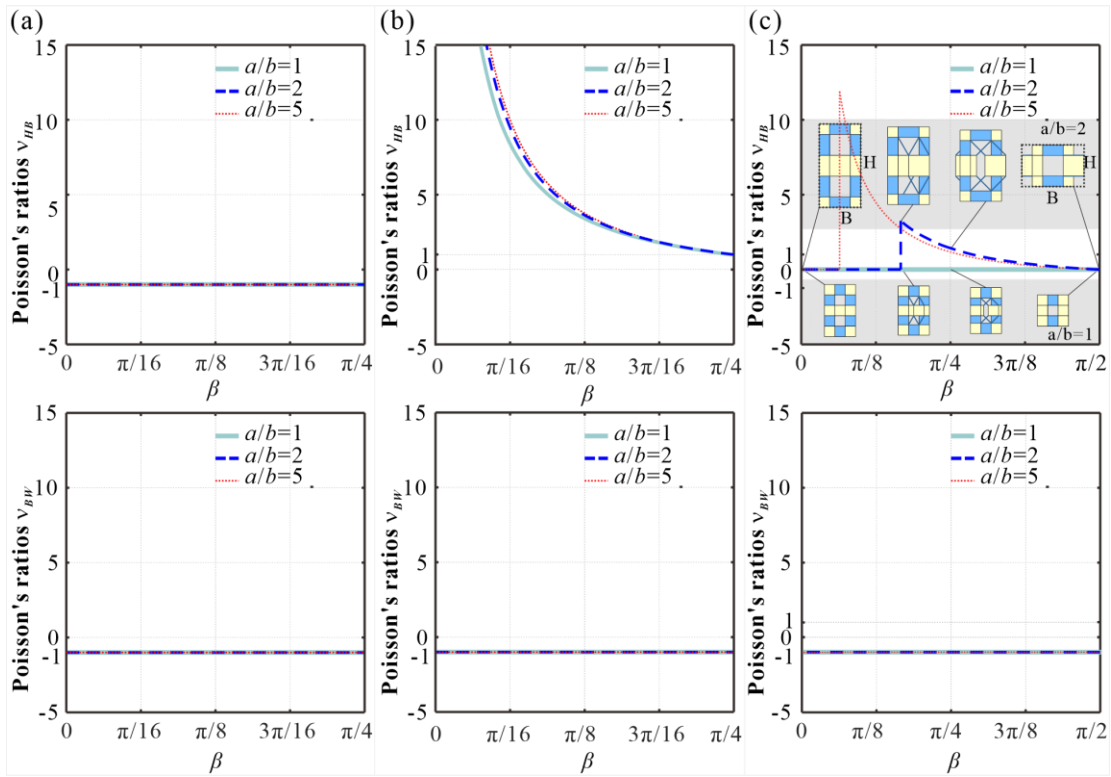 (a)
15
10
5
0
-1
-5
Poisson's ratios ν_HB
a/b=1
a/b=2
a/b=5
0
π/16
π/8
3π/16
π/4
β
(b)
15
10
5
1
0
-5
Poisson's ratios ν_HB
a/b=1
a/b=2
a/b=5
π/16
π/8
3π/16
π/4
β
(c)
15
10
5
1
0
-1
-5
Poisson's ratios ν_HB
a/b=1
a/b=2
a/b=5
a/b=2
H
B
H
B
a/b=1
0
π/8
π/4
3π/8
π/2
β
15
10
5
0
-1
-5
Poisson's ratios ν_BW
a/b=1
a/b=2
a/b=5
0
π/16
π/8
3π/16
π/4
β
15
10
5
0
-1
-5
Poisson's ratios ν_BW
a/b=1
a/b=2
a/b=5
0
π/16
π/8
3π/16
π/4
β
15
10
5
1
0
-1
-5
Poisson's ratios ν_BW
a/b=1
a/b=2
a/b=5
0
π/8
π/4
3π/8
π/2
β